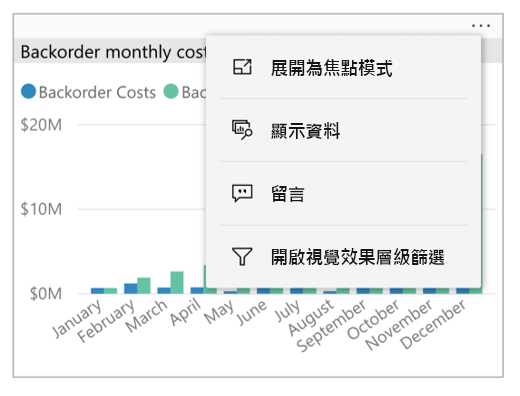 ...
Backorder monthly cost
Backorder Costs
$20M
$10M
$0M
January
February
March
April
May
June
July
August
September
October
November
December
展開為焦點模式
顯示資料
留言
開啟視覺效果層級篩選